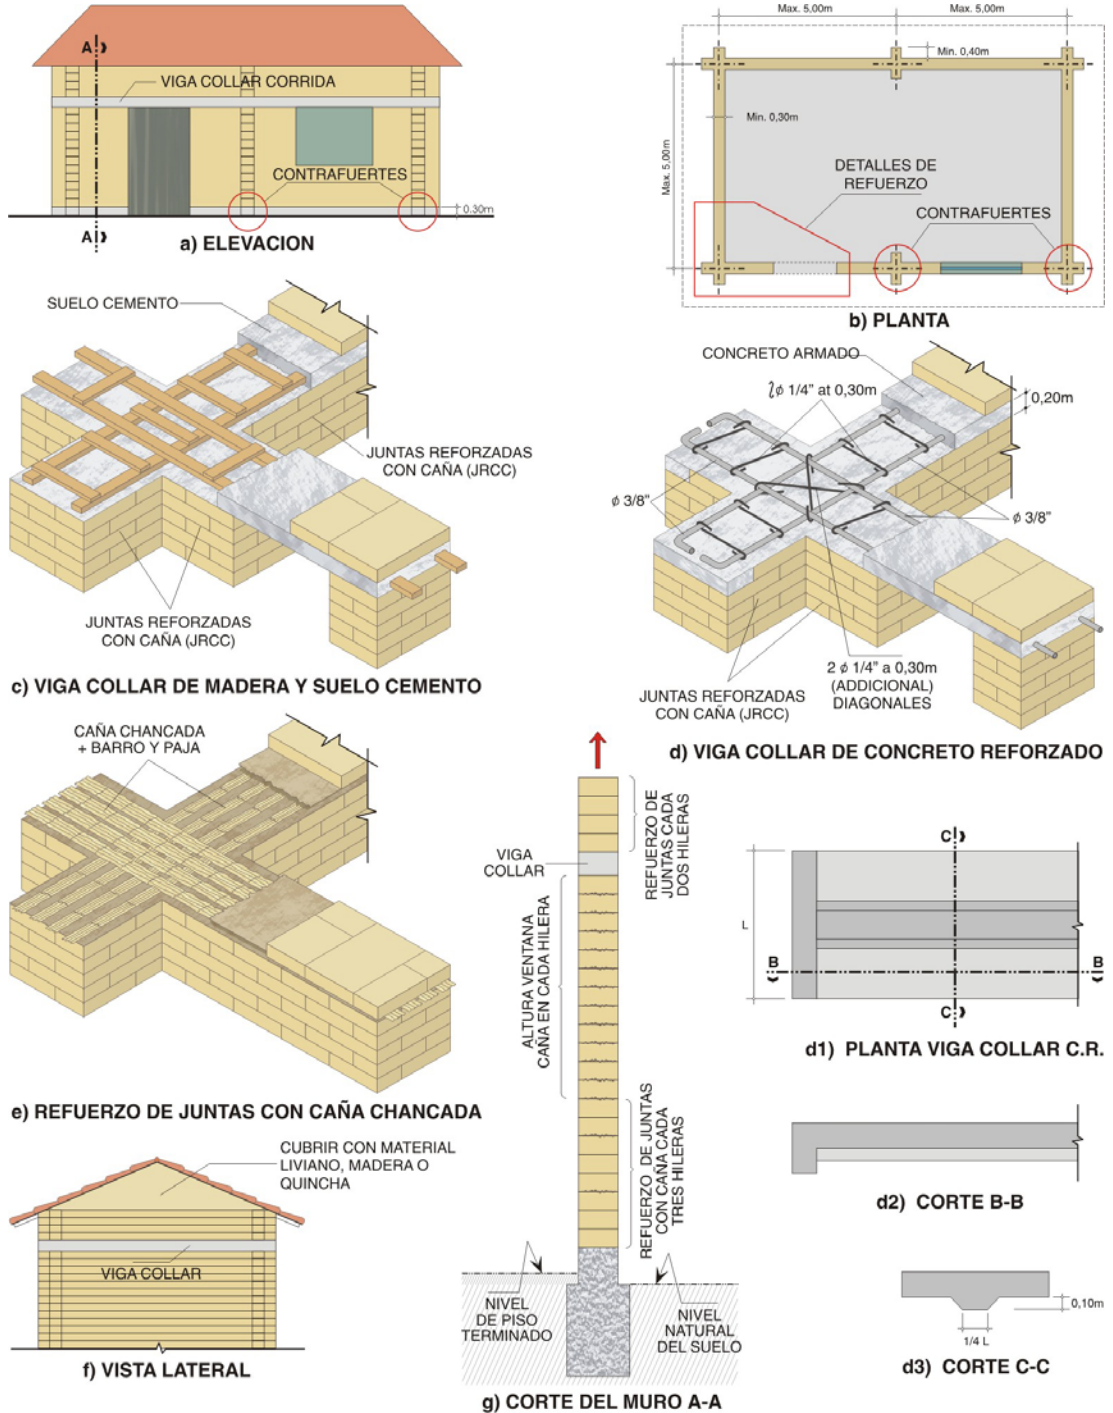 A
VIGA COLLAR CORRIDA
CONTRAFUERTES
0.30m
A
a) ELEVACION
Max. 5,00m
Max. 5,00m
Min. 0,40m
Min. 0,30m
Max. 5,00m
DETALLES DE
REFUERZO
CONTRAFUERTES
b) PLANTA
SUELO CEMENTO
JUNTAS REFORZADAS
CON CAÑA (JRCC)
JUNTAS REFORZADAS
CON CAÑA (JRCC)
c) VIGA COLLAR DE MADERA Y SUELO CEMENTO
CONCRETO ARMADO
ϕ 1/4" at 0,30m
0,20m
ϕ 3/8"
ϕ 3/8"
2 ϕ 1/4" a 0,30m
(ADDICIONAL)
DIAGONALES
JUNTAS REFORZADAS
CON CAÑA (JRCC)
d) VIGA COLLAR DE CONCRETO REFORZADO
CAÑA CHANCADA
+ BARRO Y PAJA
e) REFUERZO DE JUNTAS CON CAÑA CHANCADA
CUBRIR CON MATERIAL
LIVIANO, MADERA O
QUINCHA
VIGA COLLAR
f) VISTA LATERAL
REFUERZO DE
JUNTAS CADA
DOS HILERAS
VIGA
COLLAR
ALTURA VENTANA
CAÑA EN CADA HILERA
REFUERZO DE JUNTAS
CON CAÑA CADA
TRES HILERAS
NIVEL
DE PISO
TERMINADO
NIVEL
NATURAL
DEL SUELO
g) CORTE DEL MURO A-A
C
L
B
B
C
d1) PLANTA VIGA COLLAR C.R.
d2) CORTE B-B
0,10m
1/4 L
d3) CORTE C-C